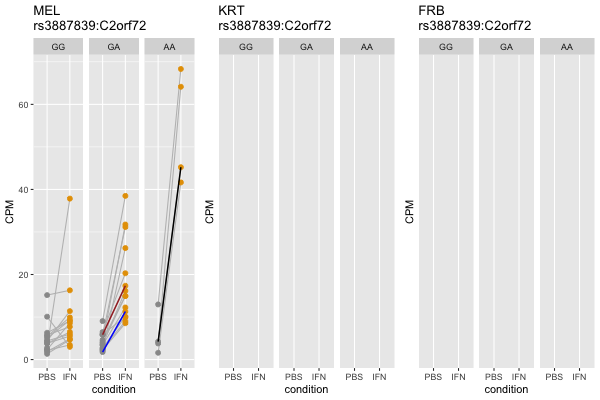 MEL
rs3887839:C2orf72
KRT
rs3887839:C2orf72
FRB
rs3887839:C2orf72
GG GA AA
GG GA AA
GG GA AA
60
40
20
0
CPM
CPM
CPM
PBS IFN PBS IFN PBS IFN
PBS IFN PBS IFN PBS IFN
PBS IFN PBS IFN PBS IFN
condition
condition
condition